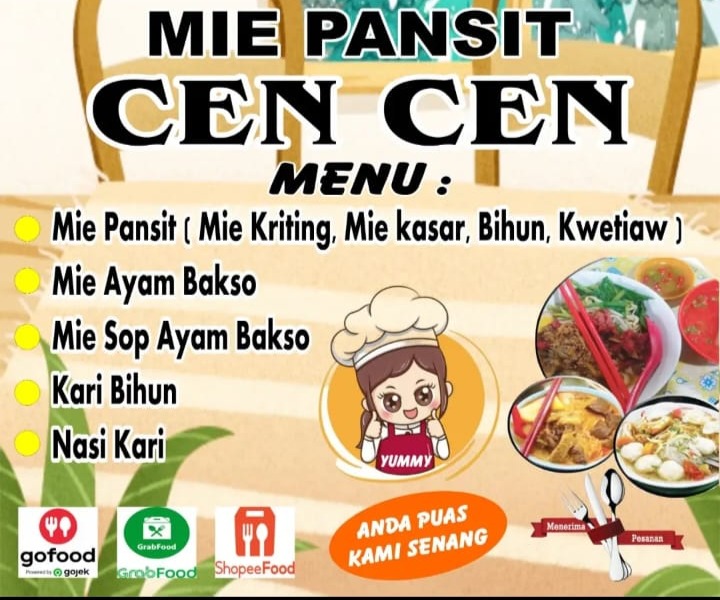 MIE PANSIT
CEN CEN
MENU :
Mie Pansit ( Mie Kriting, Mie kasar, Bihun, Kwetiaw )
Mie Ayam Bakso
Mie Sop Ayam Bakso
Kari Bihun
Nasi Kari
YUMMY
gofood
Powered by gojek
GrabFood
GrabFood
ShopeeFood
ANDA PUAS
KAMI SENANG
Menerima
Pesanan